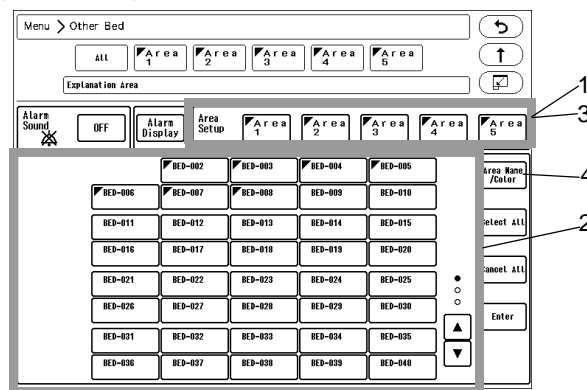 Menu > Other Bed
All Area 1 Area 2 Area 3 Area 4 Area 5
Explanation Area
1
3
Alarm Sound OFF Alarm Display Area Setup Area 1 Area 2 Area 3 Area 4 Area 5
BED-002 BED-003 BED-004 BED-005 Area Name /Color
4
BED-006 BED-007 BED-008 BED-009 BED-010
BED-011 BED-012 BED-013 BED-014 BED-015 Select All
2
BED-016 BED-017 BED-018 BED-019 BED-020
BED-021 BED-022 BED-023 BED-024 BED-025 Cancel All
BED-026 BED-027 BED-028 BED-029 BED-030 Enter
BED-031 BED-032 BED-033 BED-034 BED-035
BED-036 BED-037 BED-038 BED-039 BED-040